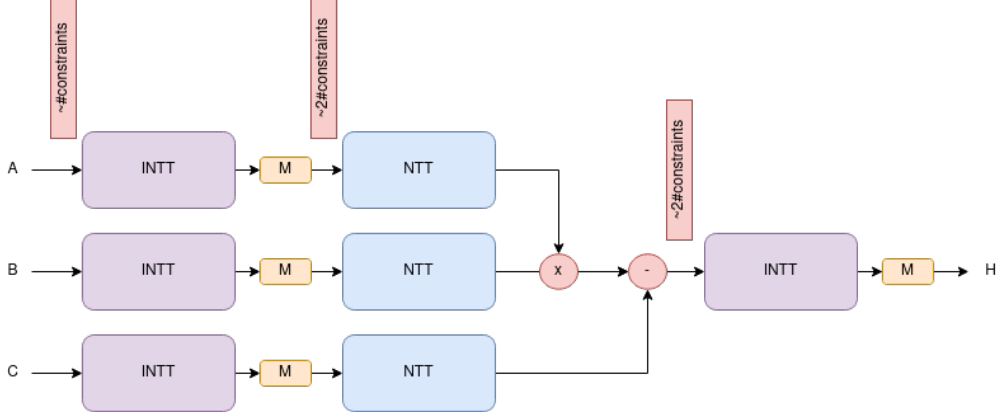 ~#constraints
~2#constraints
~2#constraints
A
INTT
M
NTT
B
INTT
M
NTT
x
-
INTT
M
H
C
INTT
M
NTT